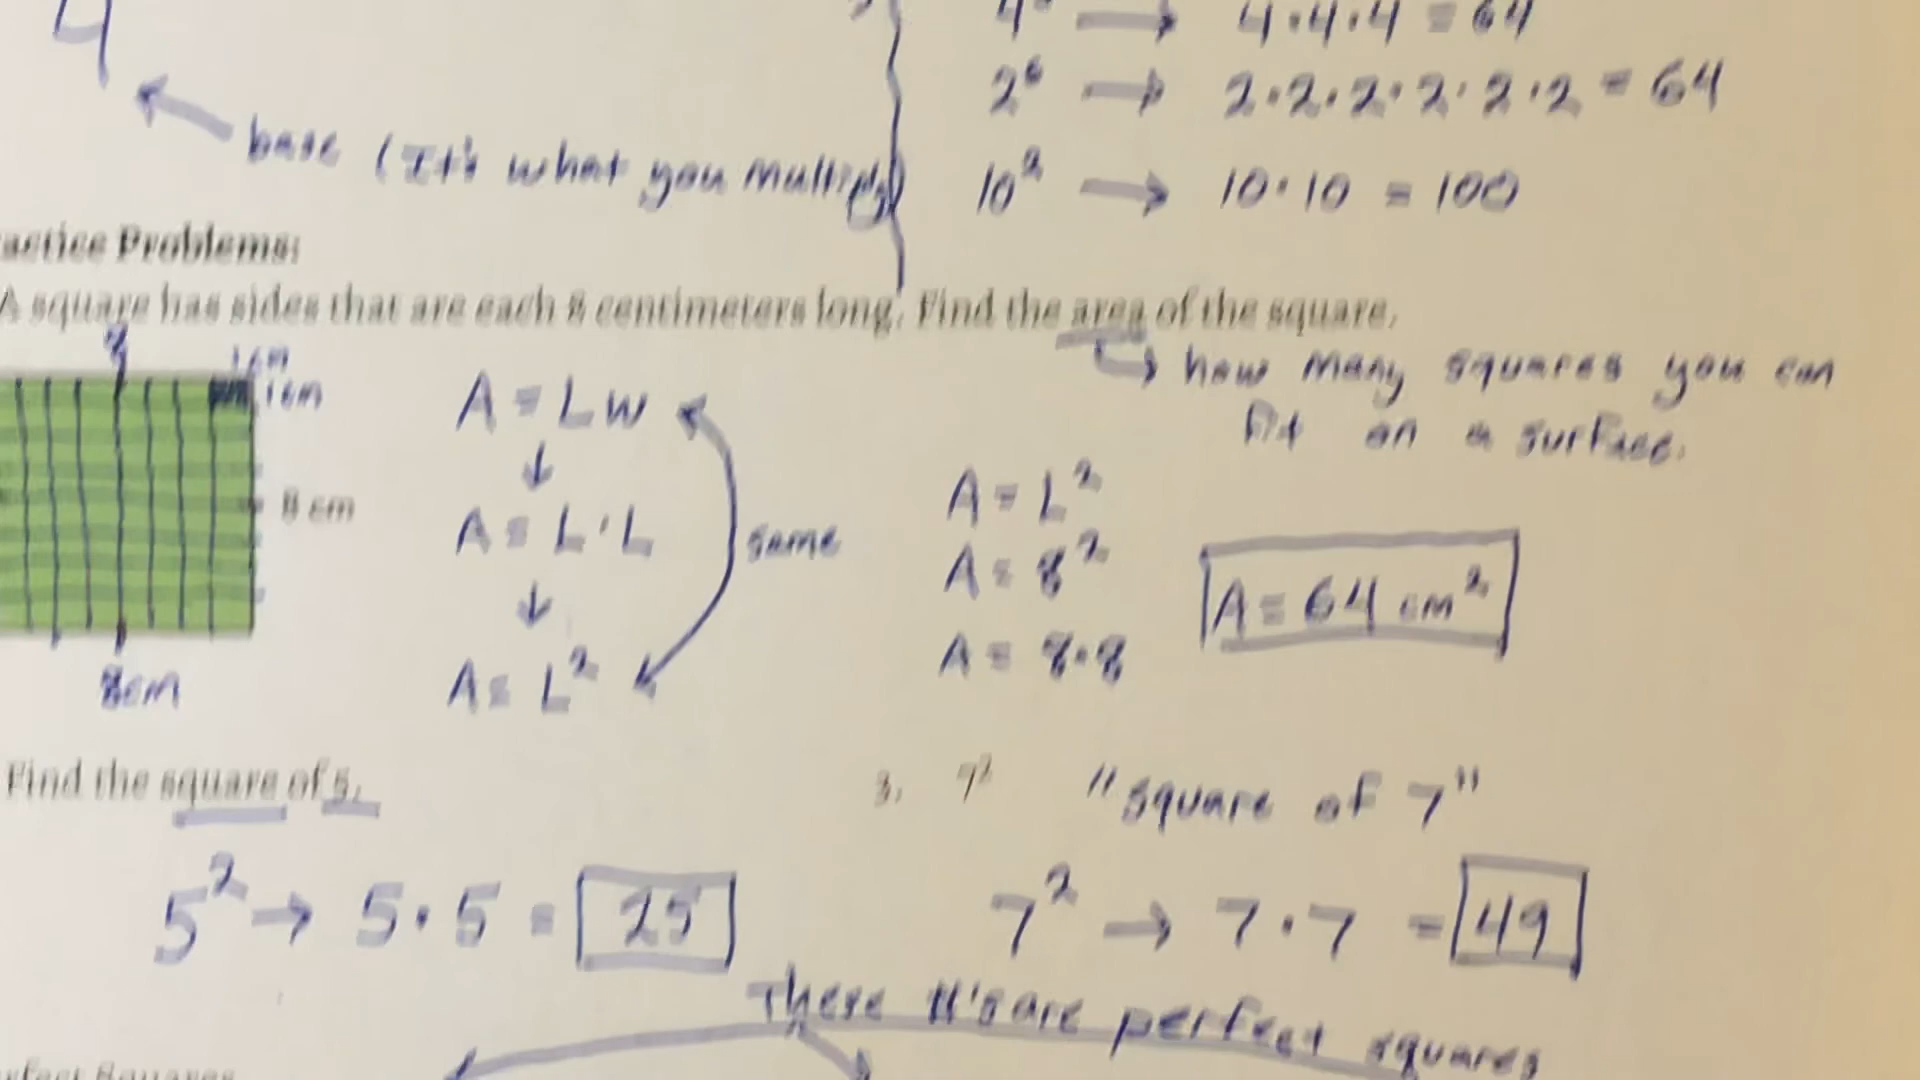 4
base (It's what you multiply)
4³ → 4·4·4 = 64
2⁶ → 2·2·2·2·2·2 = 64
10² → 10·10 = 100
actice Problems:
A square has sides that are each 8 centimeters long. Find the area of the square.
how many squares you can
fit on a surface.
8
1cm
1cm
8 cm
8cm
A = LW
↓
A = L·L
↓
A = L²
same
A = L²
A = 8²
A = 8·8
A = 64 cm²
Find the square of 5.
5² → 5·5 = 25
3. 7² "square of 7"
7² → 7·7 = 49
These #'s are perfect squares
rfect Squares